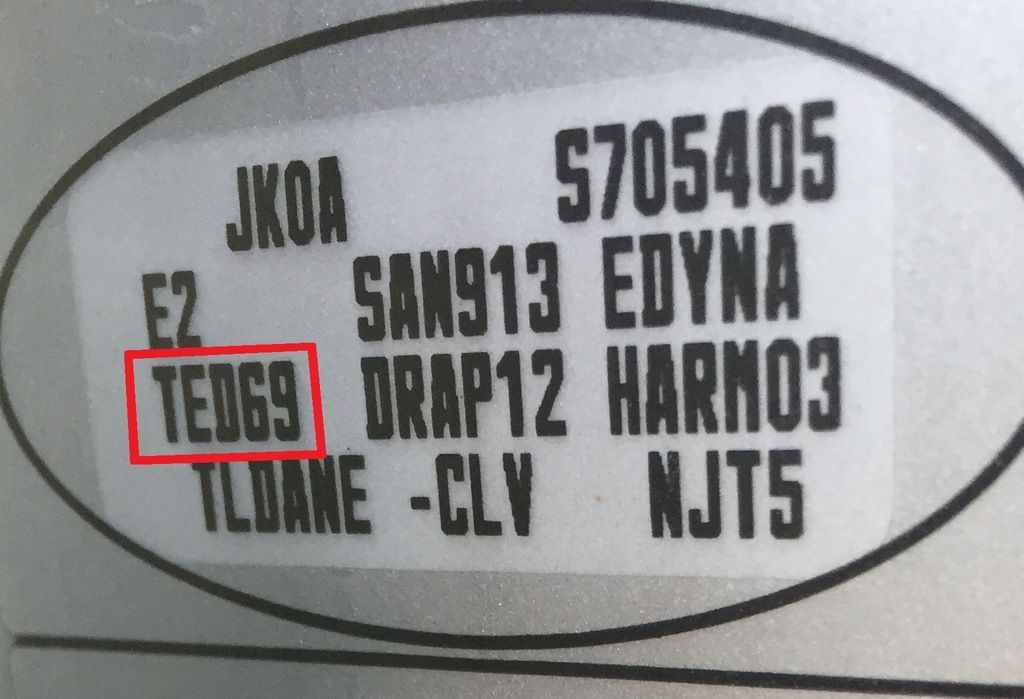 JK0A S705405
E2 SAN913 EDYNA
TED69 DRAP12 HARM03
TLDANE -CLV NJT5